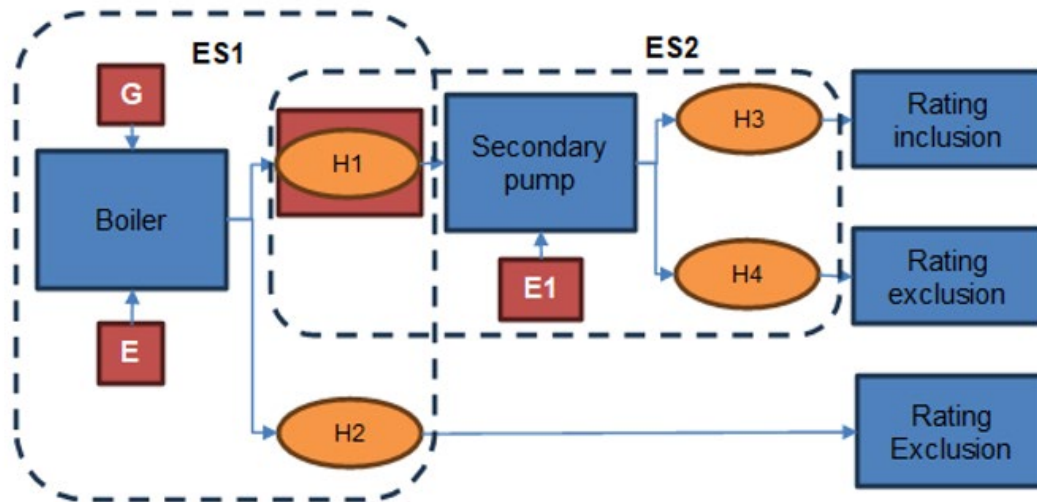 ES1
ES2
G
H3
Rating
inclusion
Secondary
pump
H1
Boiler
H4
Rating
exclusion
E1
E
H2
Rating
Exclusion